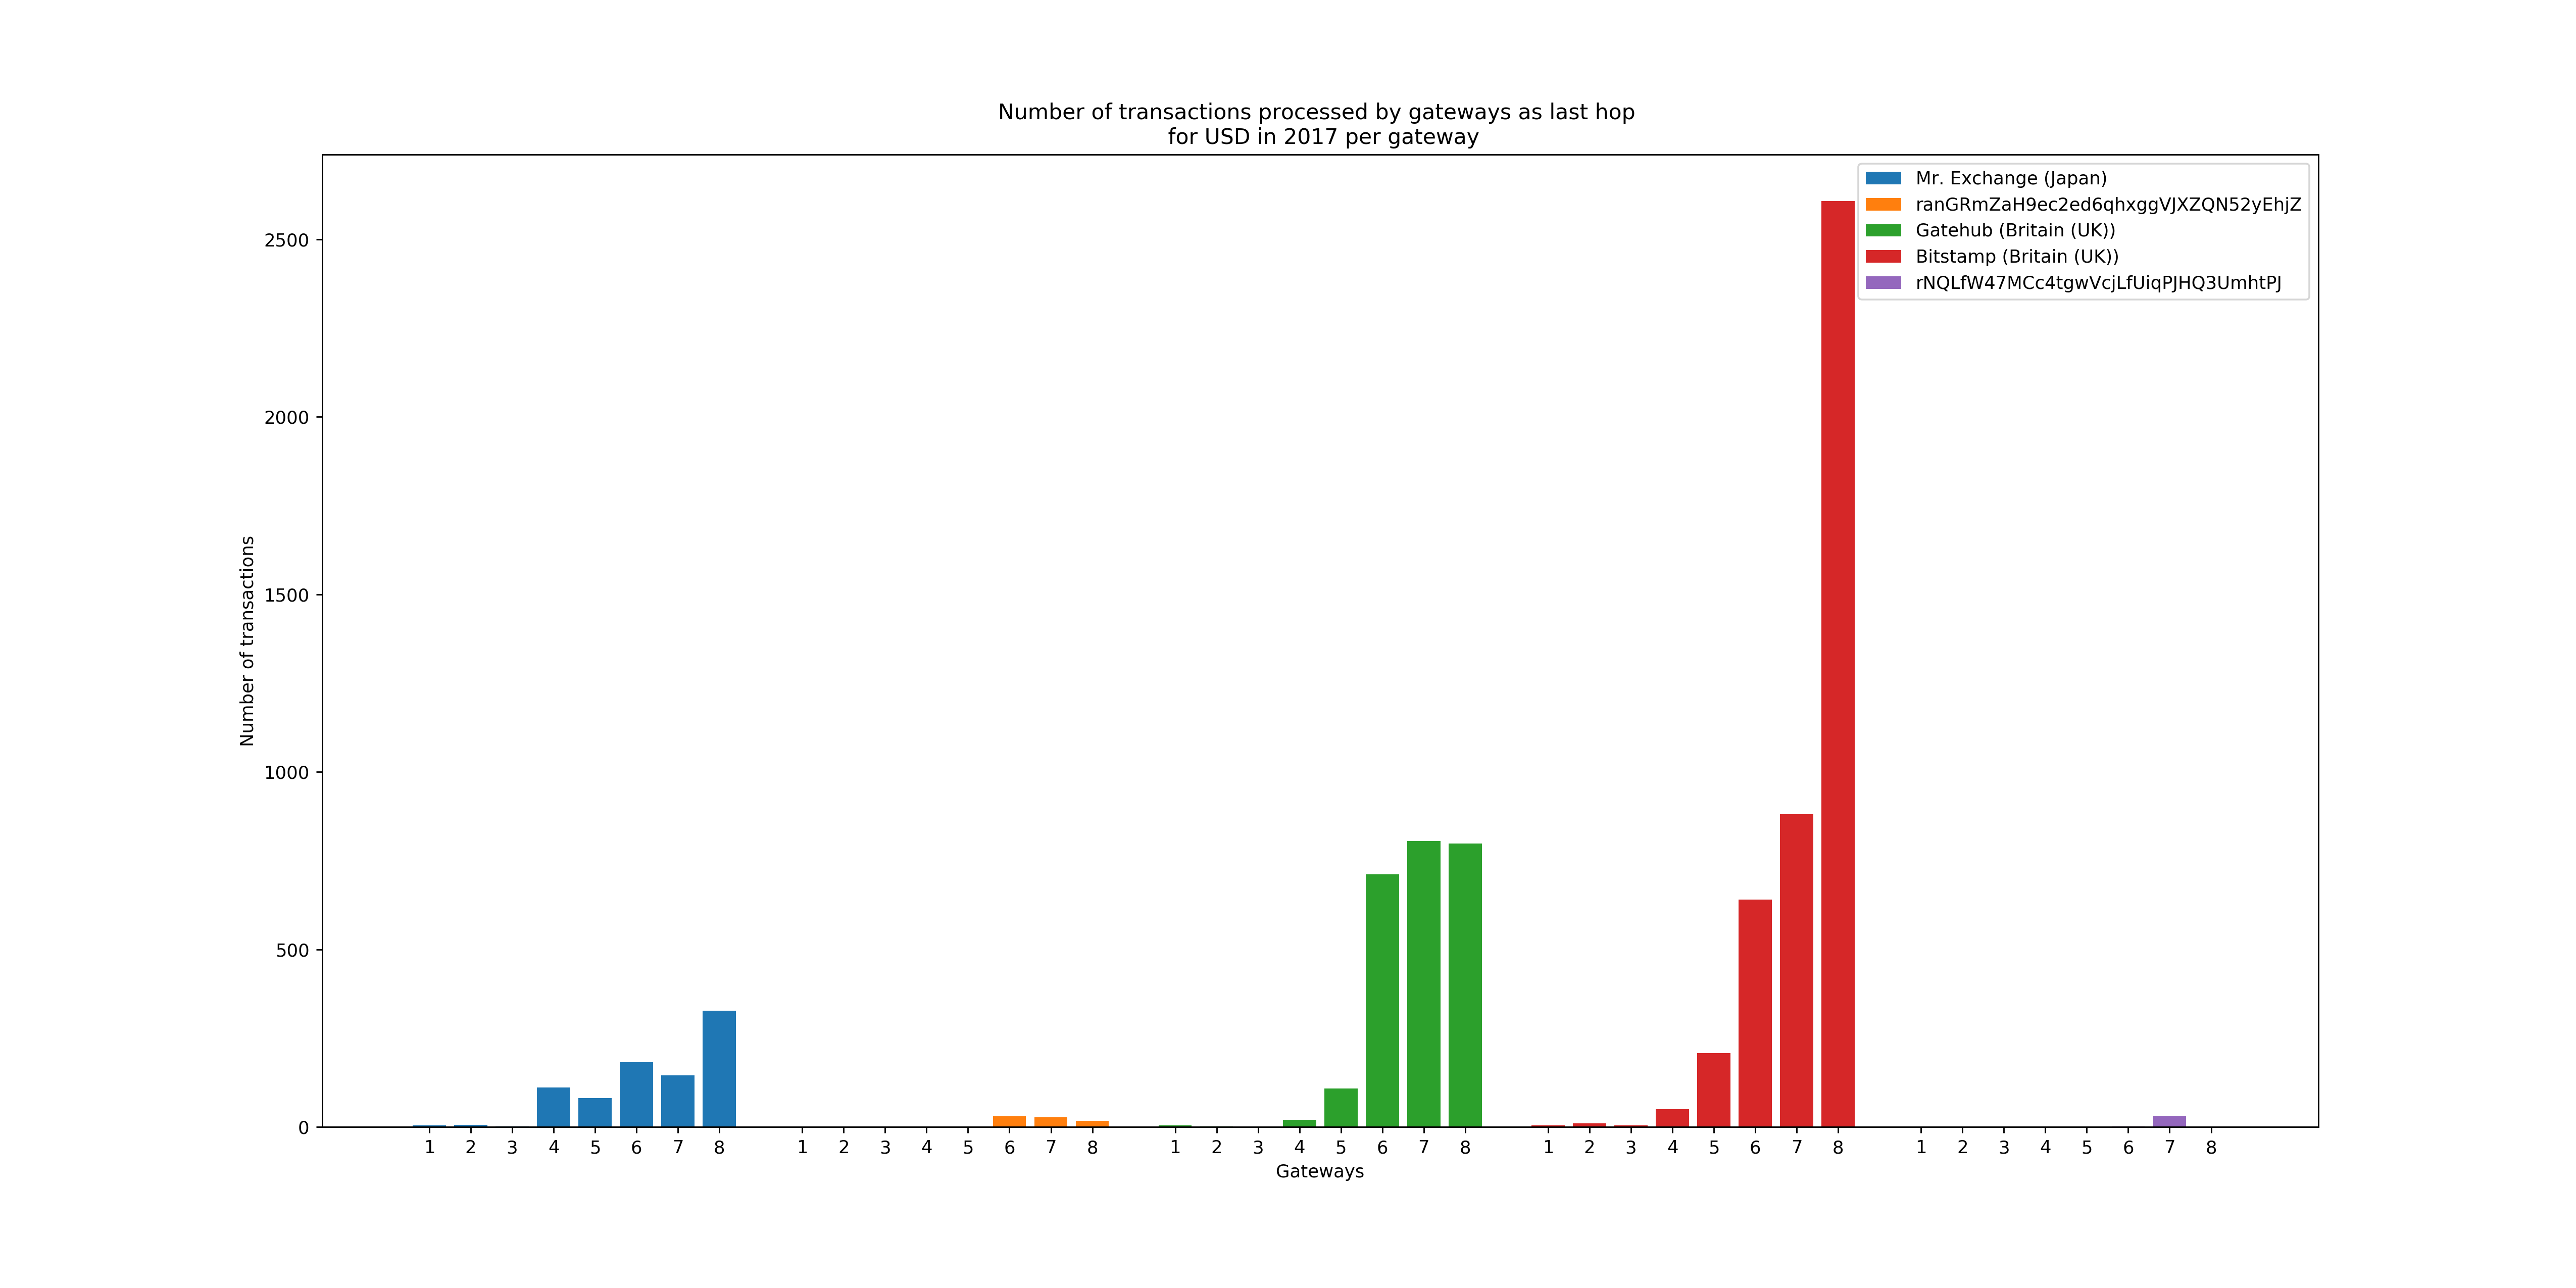 Number of transactions processed by gateways as last hop
for USD in 2017 per gateway
Mr. Exchange (Japan)
ranGRmZaH9ec2ed6qhxggVJXZQN52yEhjZ
Gatehub (Britain (UK))
Bitstamp (Britain (UK))
rNQLfW47MCc4tgwVcjLfUiqPJHQ3UmhtPJ
Number of transactions
2500
2000
1500
1000
500
0
1 2 3 4 5 6 7 8 1 2 3 4 5 6 7 8 1 2 3 4 5 6 7 8 1 2 3 4 5 6 7 8 1 2 3 4 5 6 7 8
Gateways